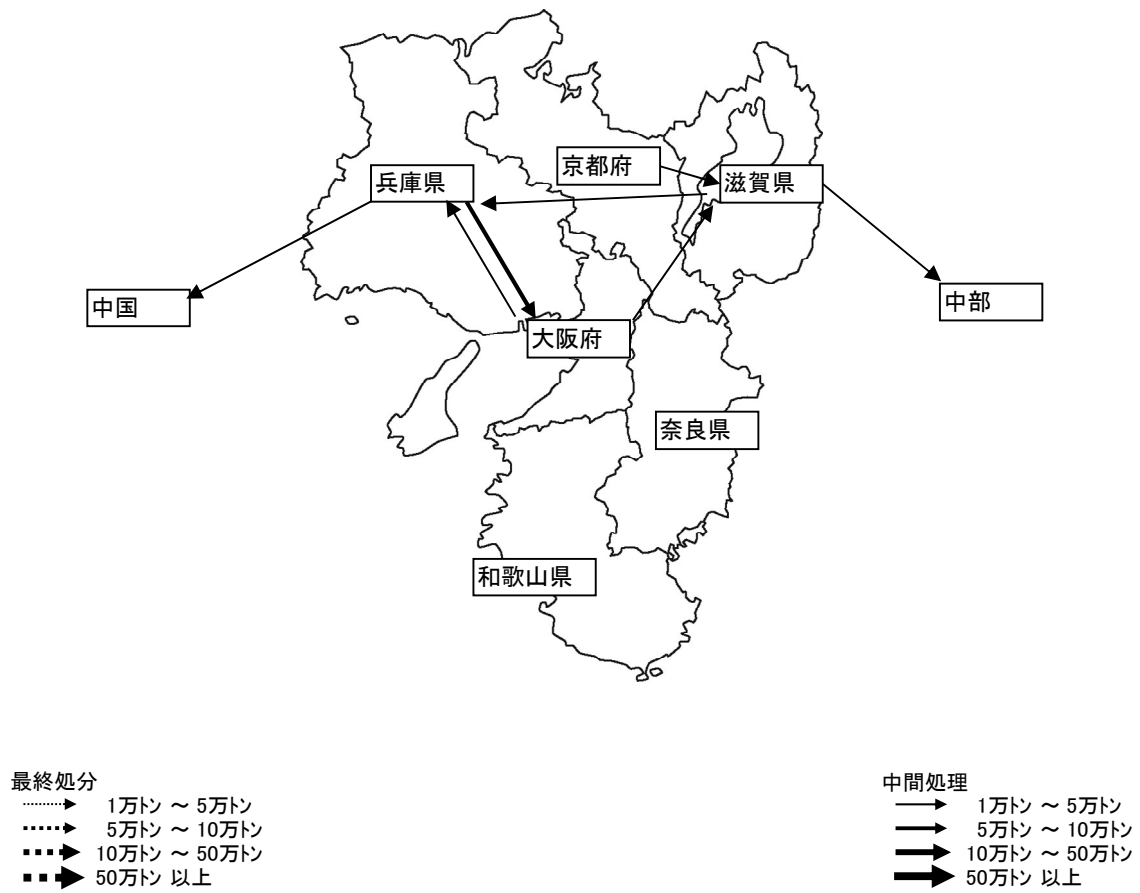 京都府
兵庫県
滋賀県
中国
中部
大阪府
奈良県
和歌山県
最終処分
1万トン ～ 5万トン
5万トン ～ 10万トン
10万トン ～ 50万トン
50万トン 以上
中間処理
1万トン ～ 5万トン
5万トン ～ 10万トン
10万トン ～ 50万トン
50万トン 以上